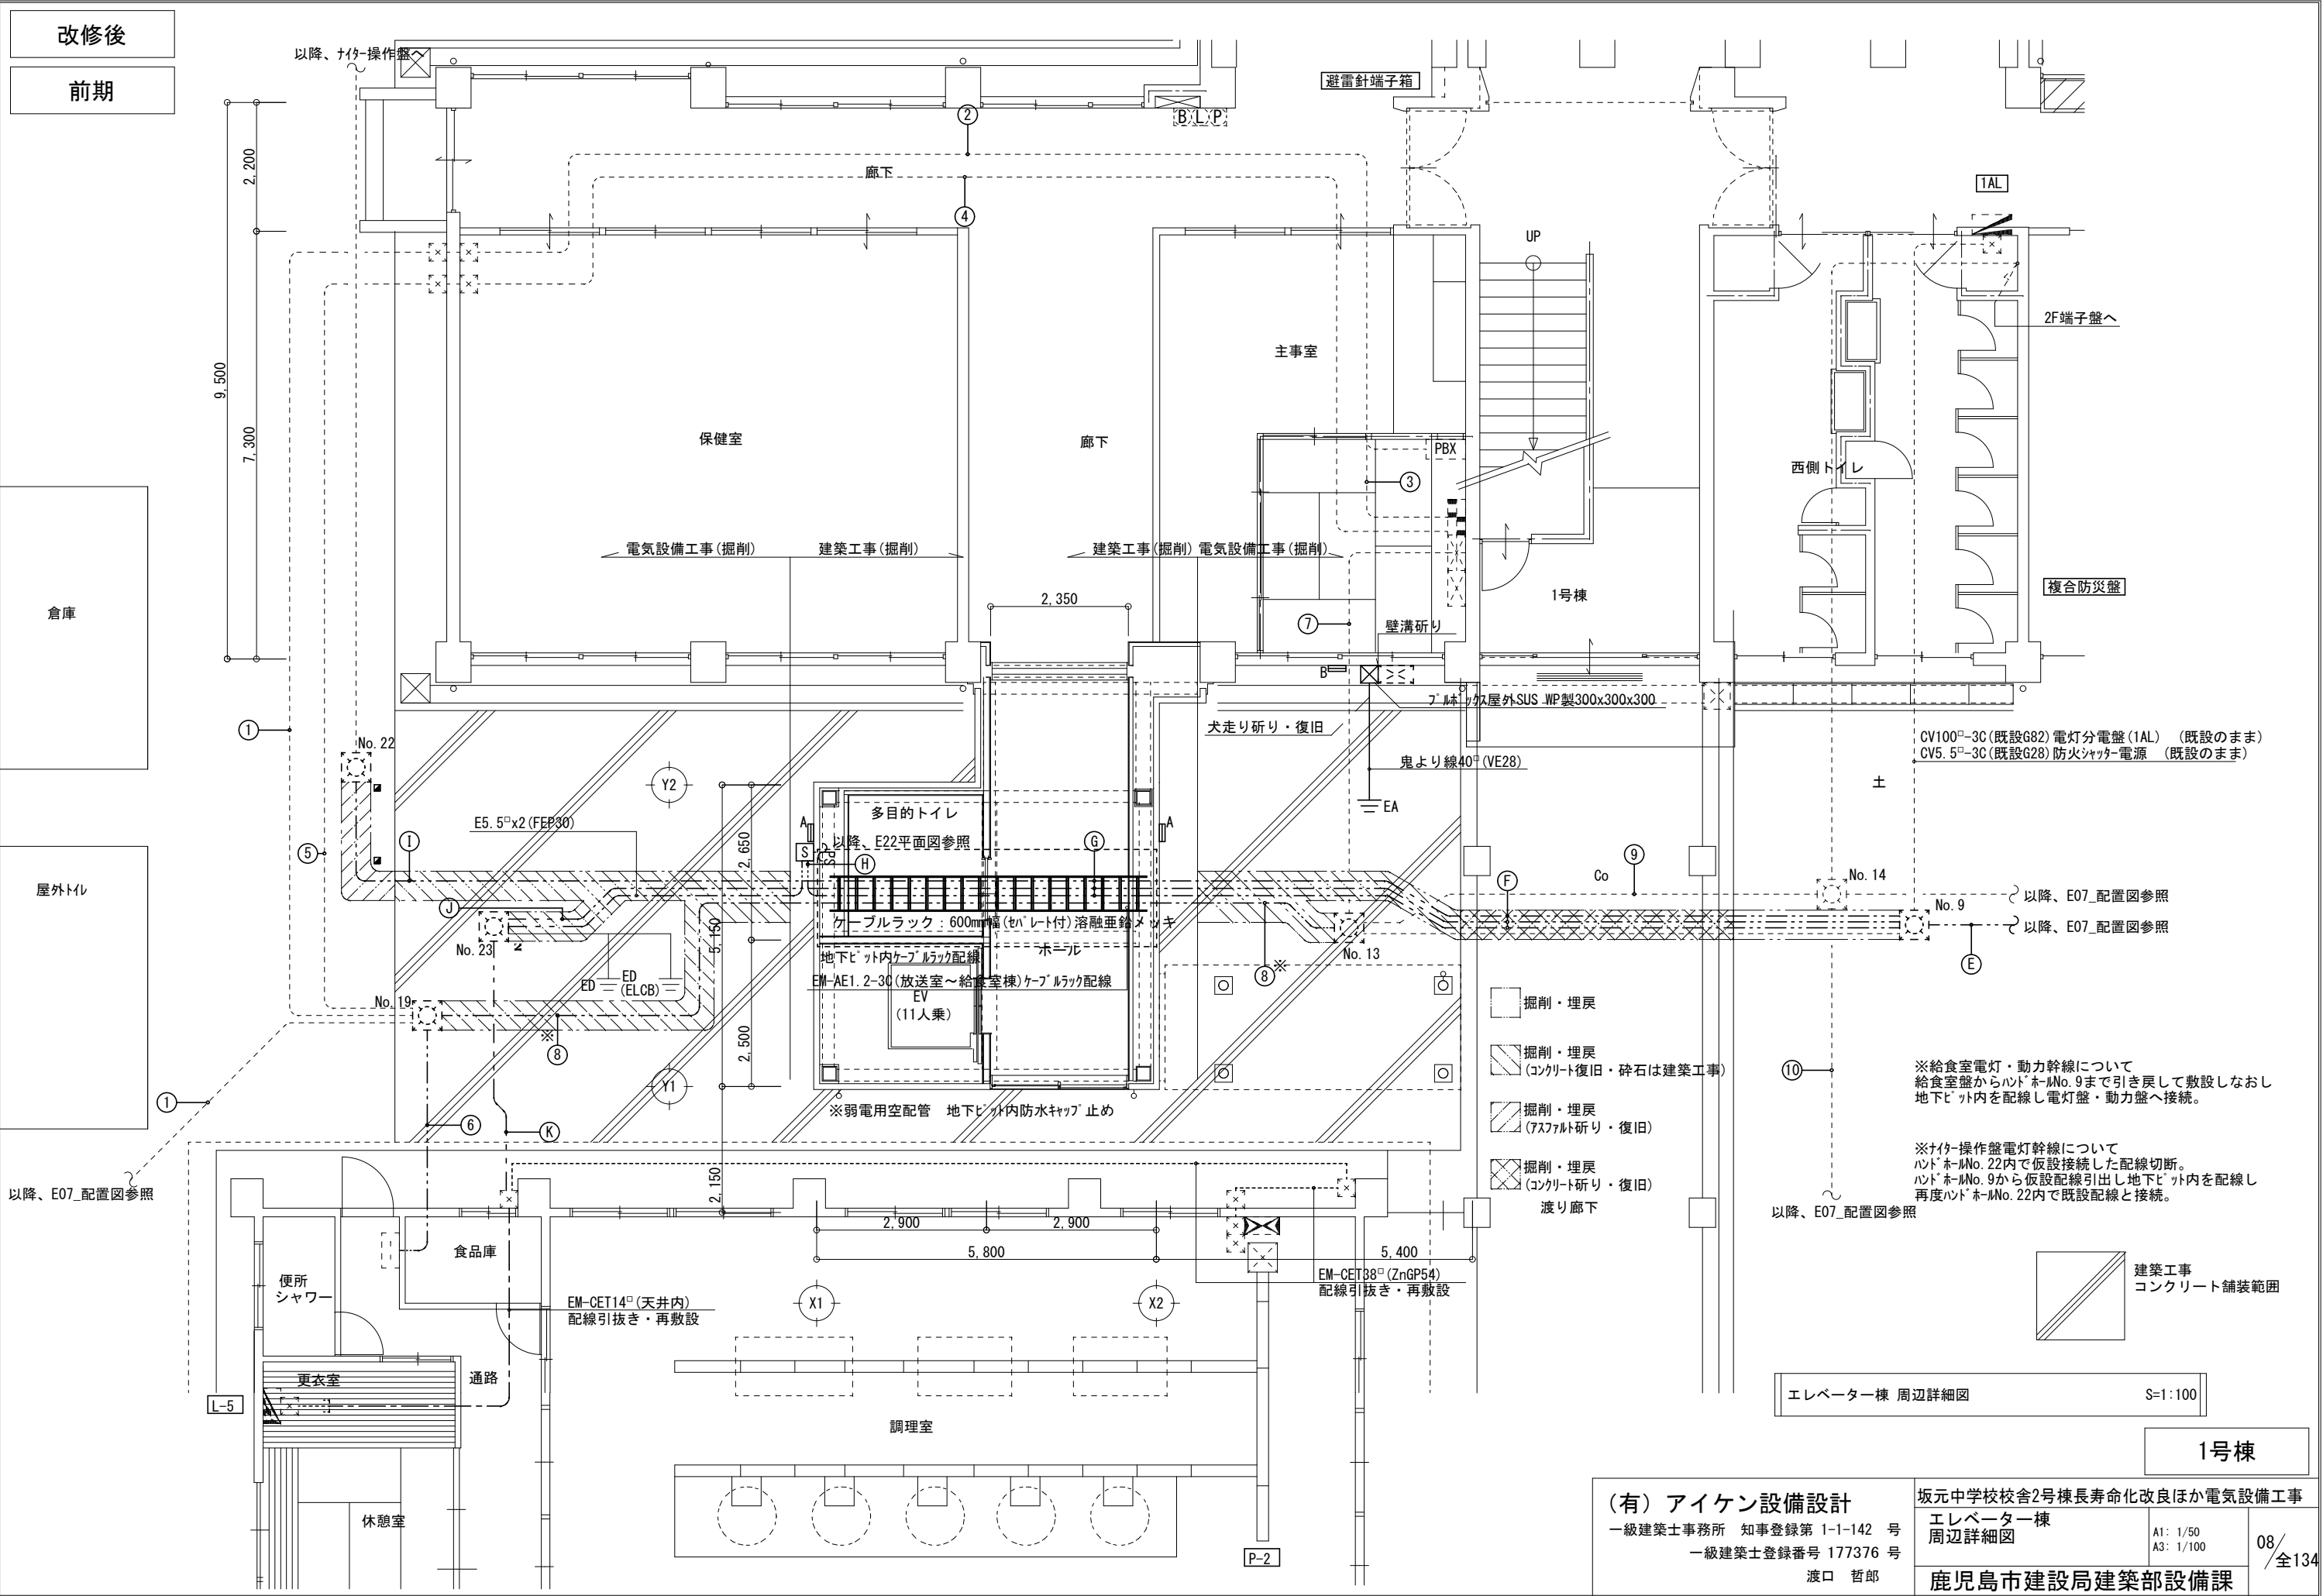 改修後
前期
以降、ﾅｲﾀｰ操作盤へ
避雷針端子箱
B L P
2
廊下
4
1AL
2,200
9,500
7,300
UP
2F端子盤へ
主事室
保健室
廊下
PBX
3
西側トイレ
電気設備工事(掘削)
建築工事(掘削)
建築工事(掘削)
電気設備工事(掘削)
倉庫
2,350
1号棟
複合防災盤
7
壁溝斫り
B
ﾌﾟﾙﾎﾞｯｸｽ屋外SUS WP製300x300x300
犬走り斫り・復旧
1
No.22
CV100□-3C(既設G82)電灯分電盤(1AL) (既設のまま)
CV5.5□-3C(既設G28)防火ｼｬｯﾀｰ電源 (既設のまま)
鬼より線40□(VE28)
Y2
土
EA
多目的トイレ
E5.5□x2(FEP30)
A
A
以降、E22平面図参照
2,650
5
I
S
H
G
9
屋外ﾄｲﾚ
Co
F
No.14
以降、E07_配置図参照
J
No.9
ケーブルラック：600mm幅(ｾﾊﾟﾚｰﾄ付)溶融亜鉛メッキ
以降、E07_配置図参照
No.23
5,150
ホール
地下ﾋﾟｯﾄ内ｹｰﾌﾞﾙﾗｯｸ配線
No.13
E
8
※
ED
ED
(ELCB)
EM-AE1.2-3C(放送室～給食室棟)ｹｰﾌﾞﾙﾗｯｸ配線
No.19
EV
(11人乗)
掘削・埋戻
※
8
2,500
掘削・埋戻
(ｺﾝｸﾘｰﾄ復旧・砕石は建築工事)
10
※給食室電灯・動力幹線について
給食室盤からﾊﾝﾄﾞﾎｰﾙNo.9まで引き戻して敷設しなおし
地下ﾋﾟｯﾄ内を配線し電灯盤・動力盤へ接続。
Y1
1
※弱電用空配管　地下ﾋﾟｯﾄ内防水ｷｬｯﾌﾟ止め
掘削・埋戻
(ｱｽﾌｧﾙﾄ斫り・復旧)
6
K
※ﾅｲﾀｰ操作盤電灯幹線について
ﾊﾝﾄﾞﾎｰﾙNo.22内で仮設接続した配線切断。
ﾊﾝﾄﾞﾎｰﾙNo.9から仮設配線引出し地下ﾋﾟｯﾄ内を配線し
再度ﾊﾝﾄﾞﾎｰﾙNo.22内で既設配線と接続。
掘削・埋戻
(ｺﾝｸﾘｰﾄ斫り・復旧)
以降、E07_配置図参照
2,150
渡り廊下
以降、E07_配置図参照
2,900
2,900
食品庫
5,800
5,400
便所
シャワー
EM-CET38□(ZnGP54)
配線引抜き・再敷設
建築工事
コンクリート舗装範囲
EM-CET14□(天井内)
配線引抜き・再敷設
X1
X2
更衣室
通路
L-5
エレベーター棟 周辺詳細図
S=1:100
調理室
1号棟
休憩室
P-2
(有) アイケン設備設計
一級建築士事務所　知事登録第 1-1-142　号
一級建築士登録番号 177376 号
渡口　哲郎
坂元中学校校舎2号棟長寿命化改良ほか電気設備工事
エレベーター棟
周辺詳細図
A1: 1/50
A3: 1/100
08/全134
鹿児島市建設局建築部設備課